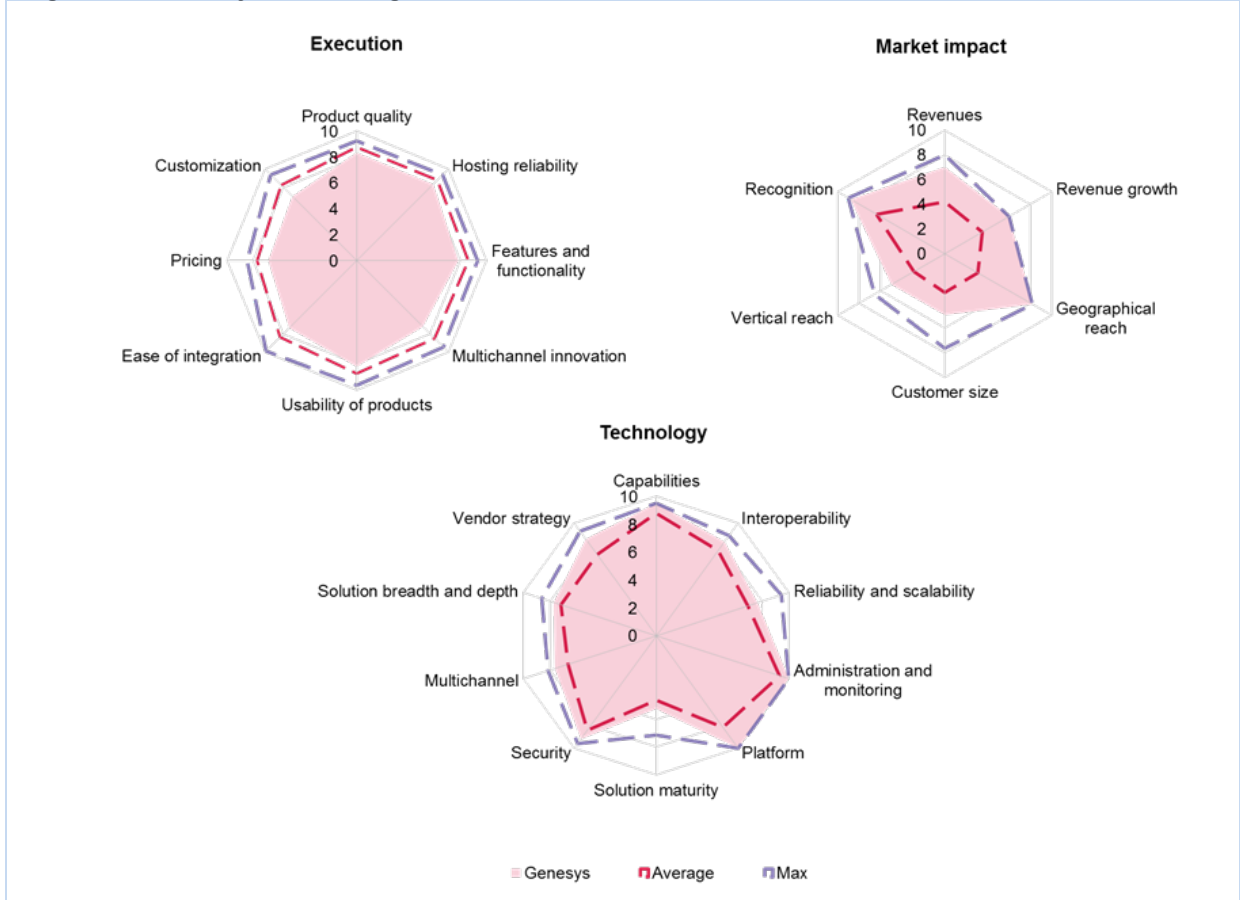 Execution
Product quality
10
8
6
4
2
0
Customization
Hosting reliability
Pricing
Features and
functionality
Ease of integration
Multichannel innovation
Usability of products
Market impact
Revenues
10
8
6
4
2
0
Recognition
Revenue growth
Vertical reach
Geographical
reach
Customer size
Technology
Capabilities
10
8
6
4
2
0
Vendor strategy
Interoperability
Solution breadth and depth
Reliability and scalability
Multichannel
Administration and
monitoring
Security
Platform
Solution maturity
Genesys
Average
Max